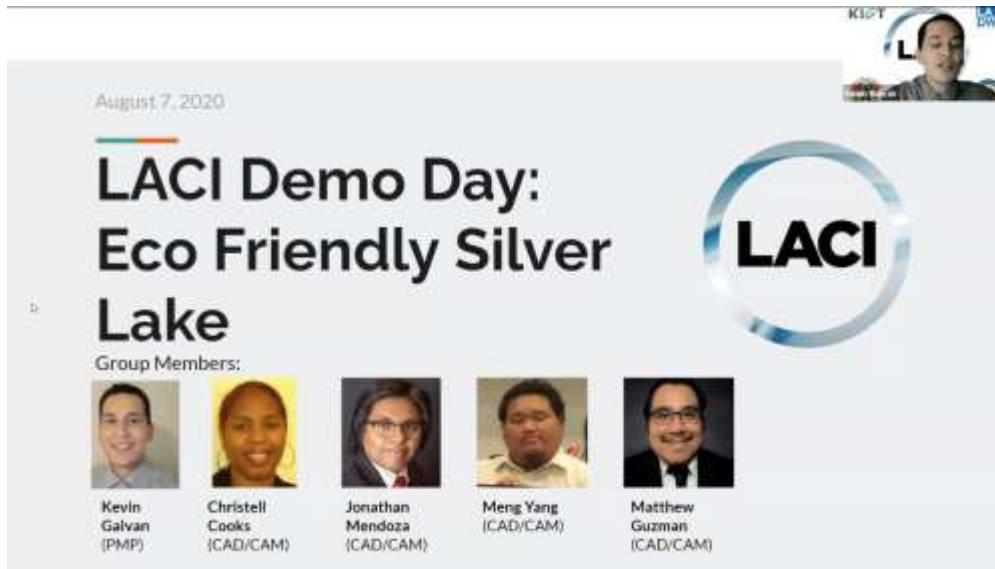 August 7, 2020
LACI Demo Day:
Eco Friendly Silver
Lake
LACI
Group Members:
Kevin
Galvan
(PMP)
Christell
Cooks
(CAD/CAM)
Jonathan
Mendoza
(CAD/CAM)
Meng Yang
(CAD/CAM)
Matthew
Guzman
(CAD/CAM)